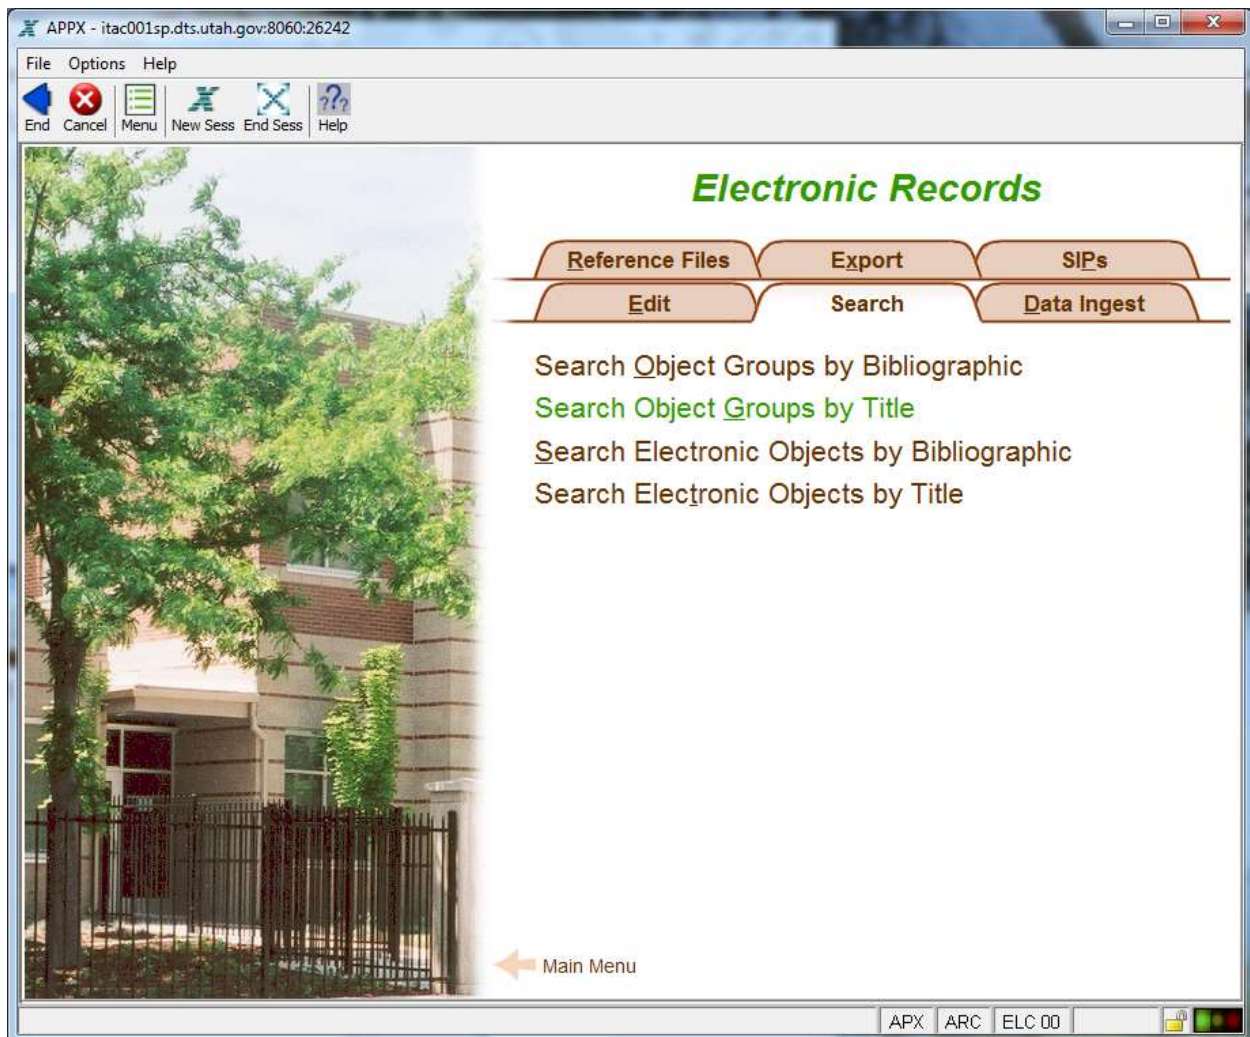 APPX - itac001sp.dts.utah.gov:8060:26242
File Options Help
End Cancel Menu New Sess End Sess ??? Help
Electronic Records
Reference Files Export SIPs
Edit Search Data Ingest
Search Object Groups by Bibliographic
Search Object Groups by Title
Search Electronic Objects by Bibliographic
Search Electronic Objects by Title
Main Menu
APX ARC ELC 00